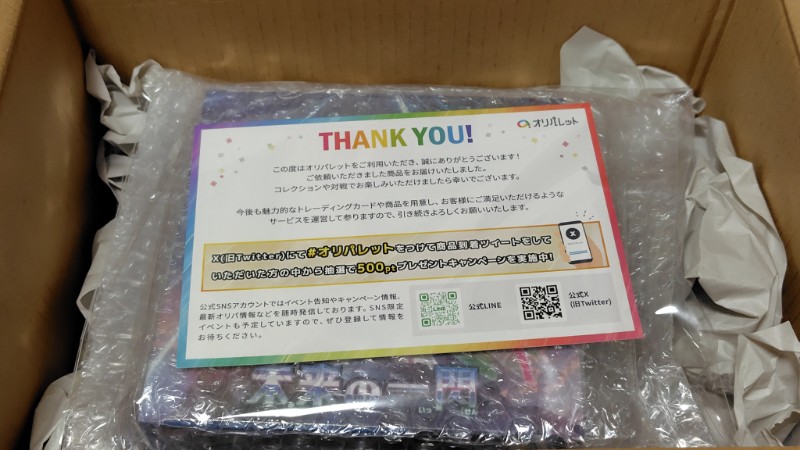 THANK YOU!
オリパレット
この度はオリパレットをご利用いただき、誠にありがとうございます!
ご依頼いただきました商品をお届けいたしました。
コレクションや対戦でお楽しみいただけましたら幸いでございます。
今後も魅力的なトレーディングカードや商品を用意し、お客様にご満足いただけるような
サービスを運営して参りますので、引き続きよろしくお願いいたします。
X(旧Twitter)にて#オリパレットをつけて商品到着ツイートをして
いただいた方の中から抽選で500ptプレゼントキャンペーンを実施中!
X
公式SNSアカウントではイベント告知やキャンペーン情報、
最新オリパ情報などを随時発信しております。SNS限定
イベントも予定していますので、ぜひ登録して情報を
お待ちください。
LINE
公式LINE
公式X
(旧Twitter)
未来の一閃
いっせん